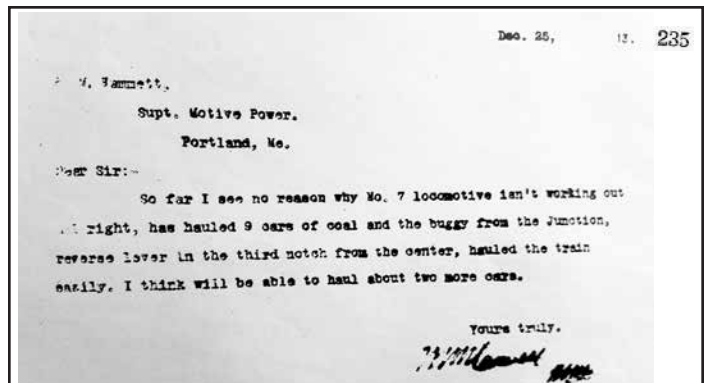 Dec. 25, 13. 235
Supt. Motive Power.
Portland, Me.
Dear Sir:-
So far I see no reason why No. 7 locomotive isn't working out
right, has hauled 9 cars of coal and the buggy from the Junction,
reverse lever in the third notch from the center, hauled the train
easily. I think will be able to haul about two more cars.
Yours truly.